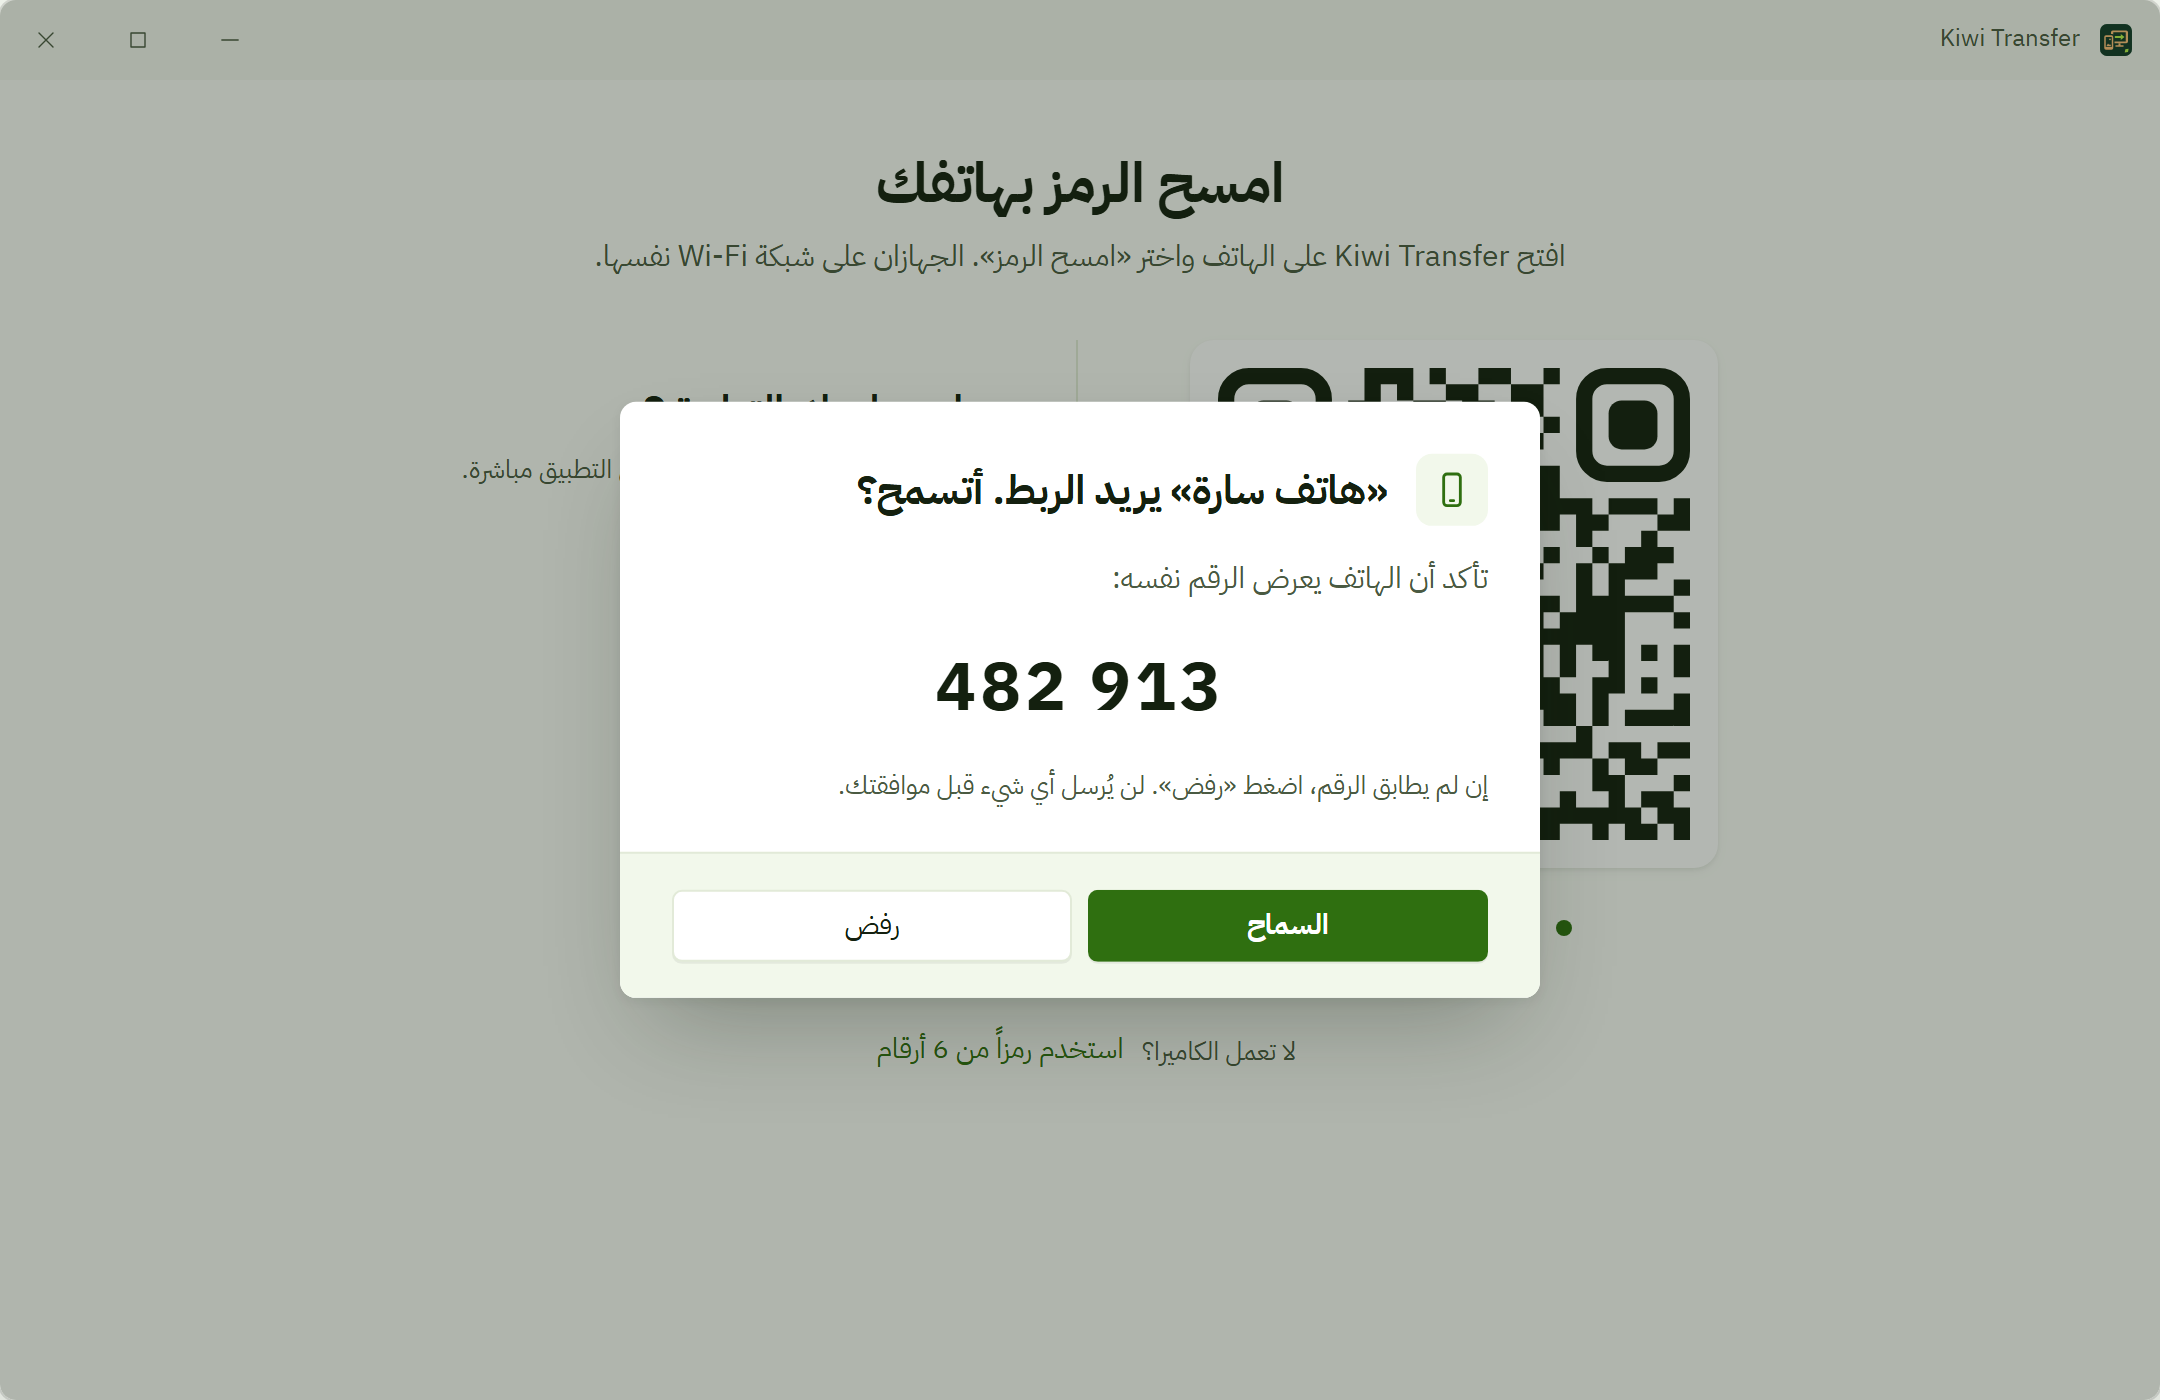 Kiwi Transfer
امسح الرمز بهاتفك
افتح Kiwi Transfer على الهاتف واختر «امسح الرمز». الجهازان على شبكة Wi-Fi نفسها.
التطبيق مباشرة.
«هاتف سارة» يريد الربط. أتسمح؟
تأكد أن الهاتف يعرض الرقم نفسه:
482 913
إن لم يطابق الرقم، اضغط «رفض». لن يُرسل أي شيء قبل موافقتك.
السماح
رفض
لا تعمل الكاميرا؟ استخدم رمزاً من 6 أرقام